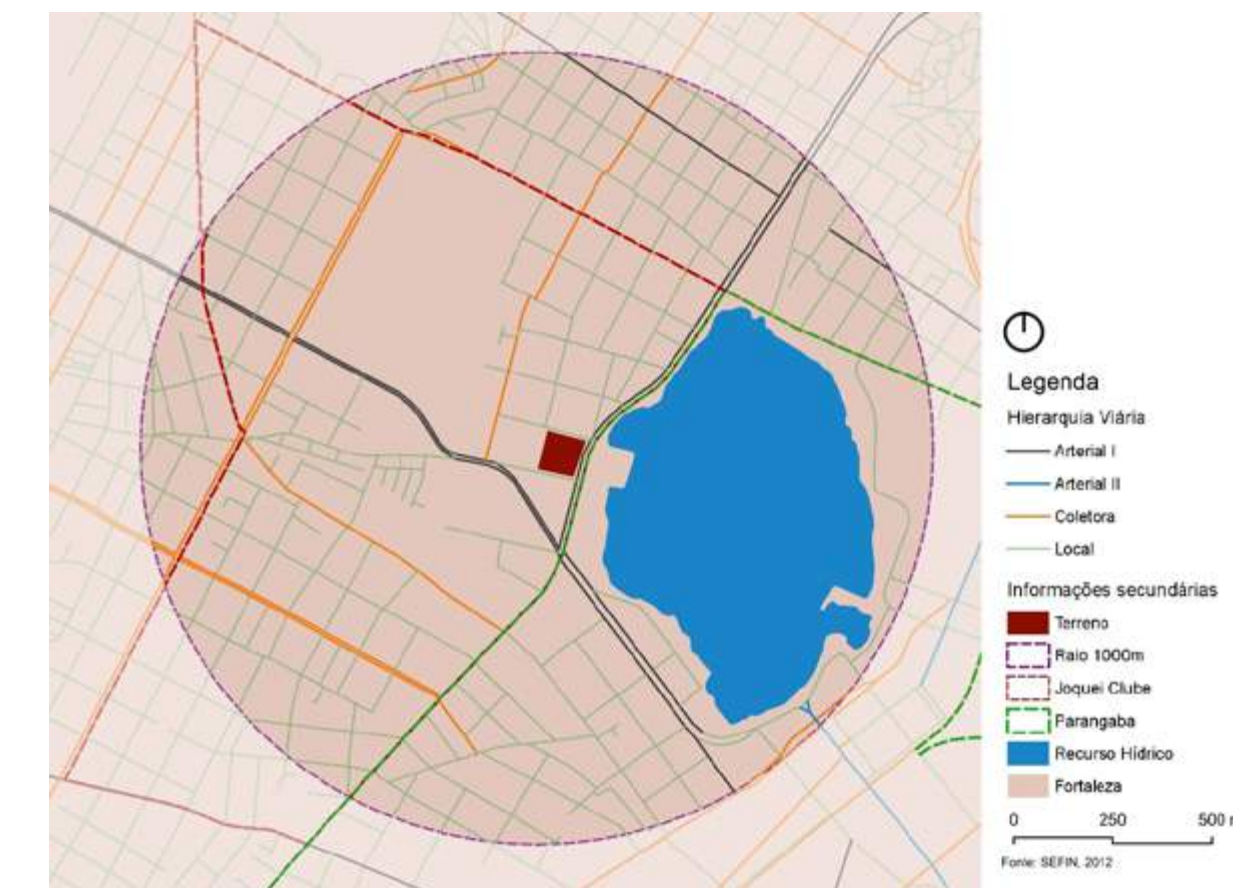 Legenda
Hierarquia Viária
Arterial I
Arterial II
Coletora
Local
Informações secundárias
Terreno
Raio 1000m
Joquei Clube
Parangaba
Recurso Hídrico
Fortaleza
0 250 500 m
Fonte: SEFIN, 2012